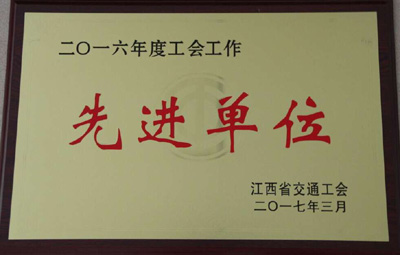 二〇一六年度工会工作
先进单位
江西省交通工会
二〇一七年三月